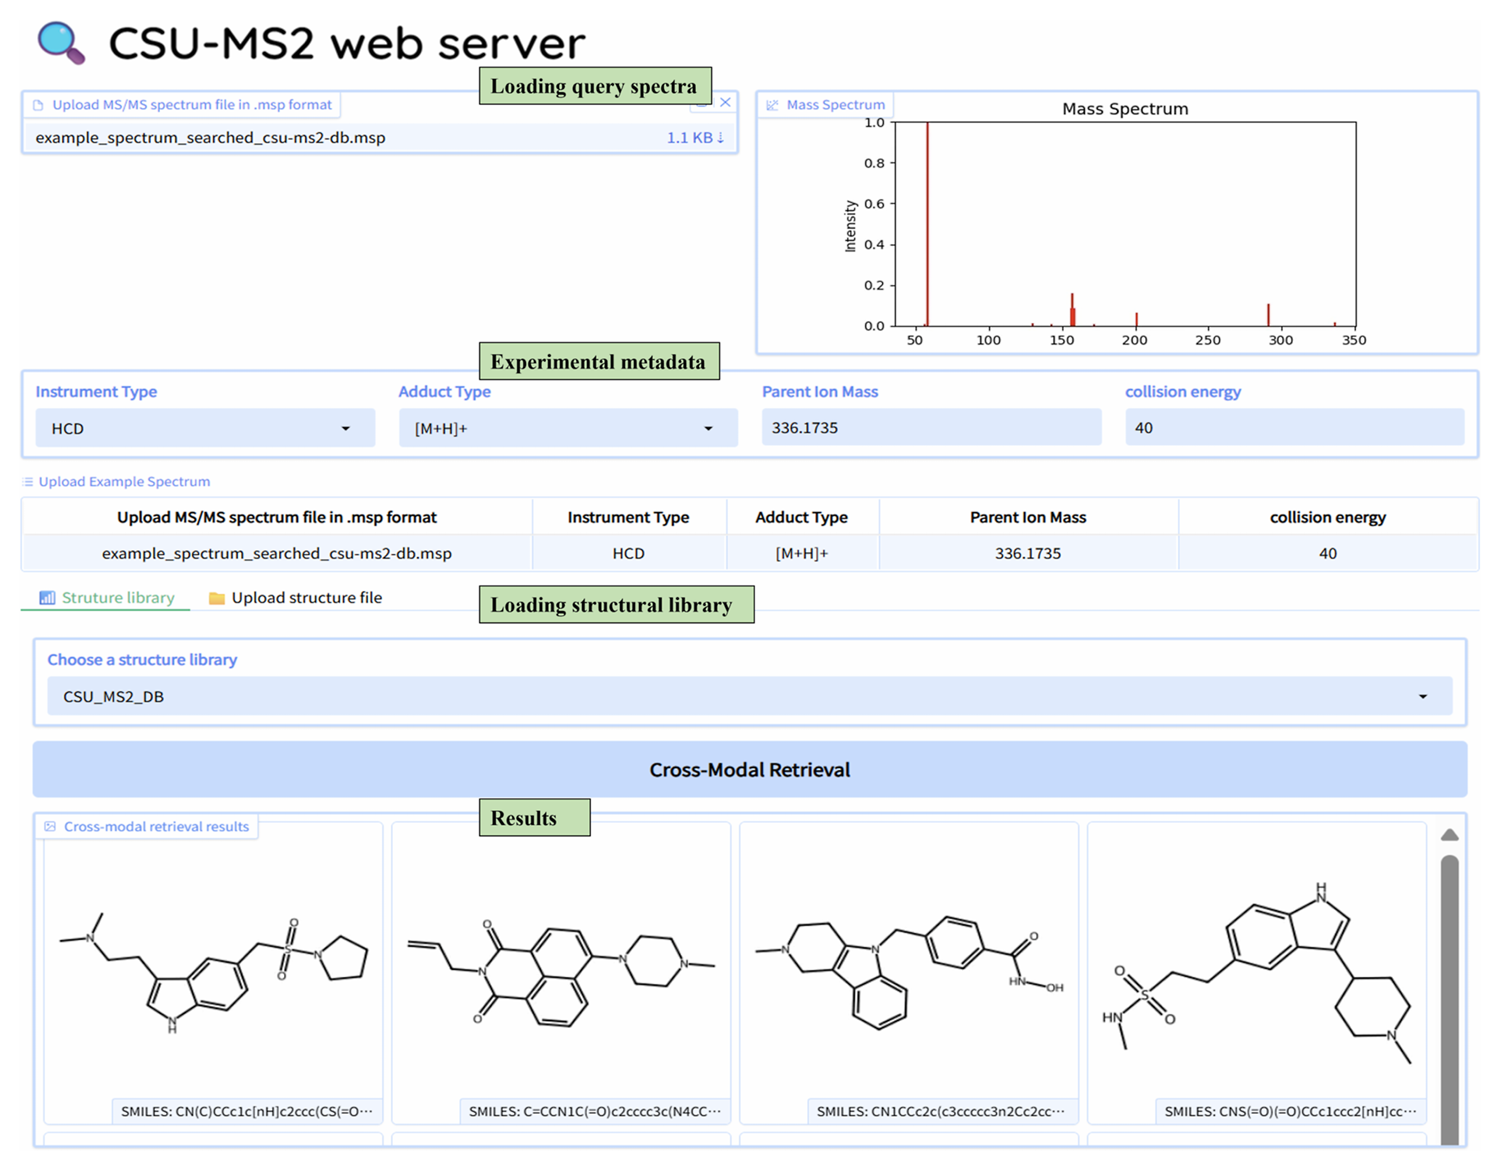 CSU-MS2 web server
Loading query spectra
Upload MS/MS spectrum file in .msp format
example_spectrum_searched_csu-ms2-db.msp
1.1 KB ↓
Mass Spectrum
Mass Spectrum
Intensity
1.0
0.8
0.6
0.4
0.2
0.0
50 100 150 200 250 300 350
Experimental metadata
Instrument Type Adduct Type Parent Ion Mass collision energy
HCD [M+H]+ 336.1735 40
Upload Example Spectrum
Upload MS/MS spectrum file in .msp format Instrument Type Adduct Type Parent Ion Mass collision energy
example_spectrum_searched_csu-ms2-db.msp HCD [M+H]+ 336.1735 40
Struture library Upload structure file
Loading structural library
Choose a structure library
CSU_MS2_DB
Cross-Modal Retrieval
Results
Cross-modal retrieval results
N
N
H
O
S
O
N
O
N
O
N
N
N
N
O
HN
OH
H
N
O
S
O
HN
N
SMILES: CN(C)CCc1c[nH]c2ccc(CS(=O···
SMILES: C=CCN1C(=O)c2cccc3c(N4CC···
SMILES: CN1CCc2c(c3ccccc3n2Cc2cc···
SMILES: CNS(=O)(=O)CCc1ccc2[nH]cc···